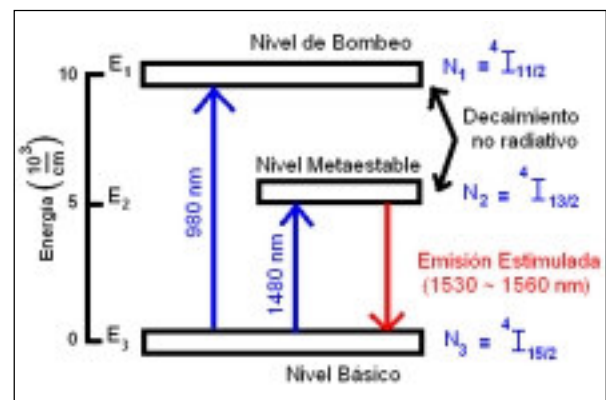 Nivel de Bombeo
10 E₁ N₁ = ⁴I₁₁/₂
Decaimiento
no radiativo
Energía (10³/cm)
980 nm
Nivel Metaestable
5 E₂ N₂ = ⁴I₁₃/₂
1480 nm
Emisión Estimulada
(1530 ~ 1560 nm)
0 E₃ N₃ = ⁴I₁₅/₂
Nivel Básico